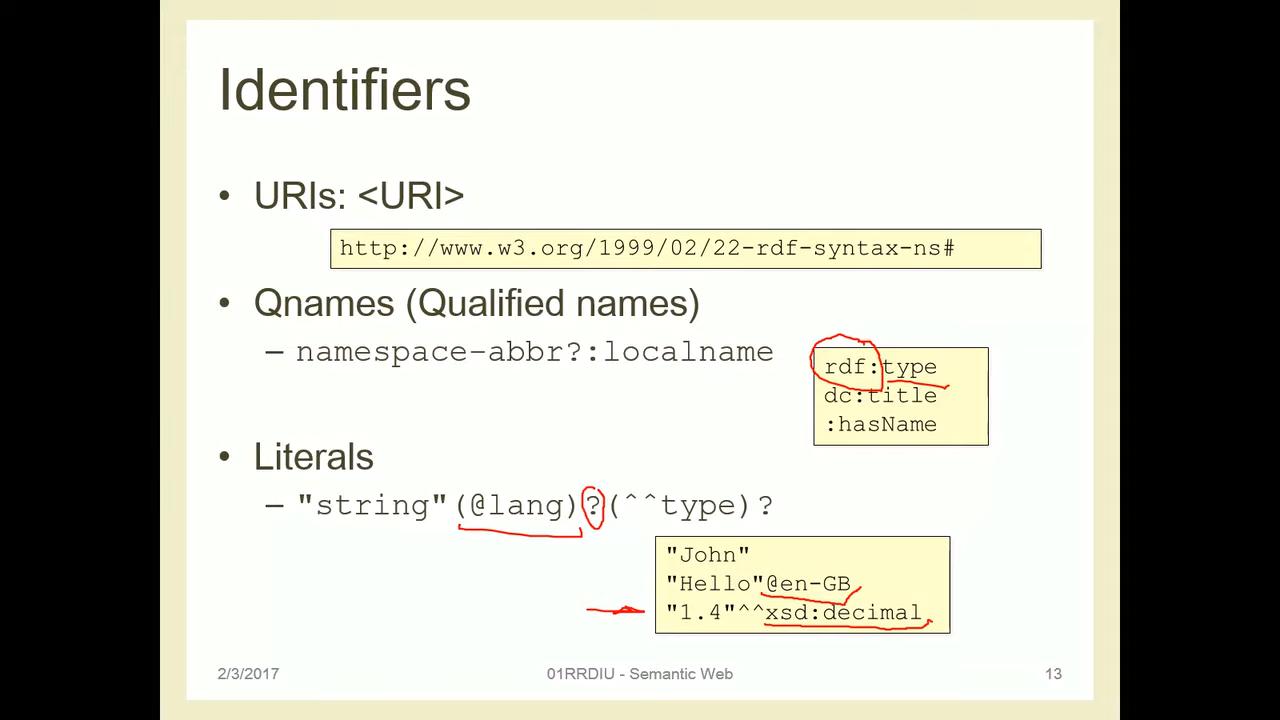 Identifiers
• URIs: <URI>
http://www.w3.org/1999/02/22-rdf-syntax-ns#
• Qnames (Qualified names)
– namespace-abbr?:localname
rdf:type
dc:title
:hasName
• Literals
– "string"(@lang)?(^^type)?
"John"
"Hello"@en-GB
"1.4"^^xsd:decimal
2/3/2017 01RRDIU - Semantic Web 13